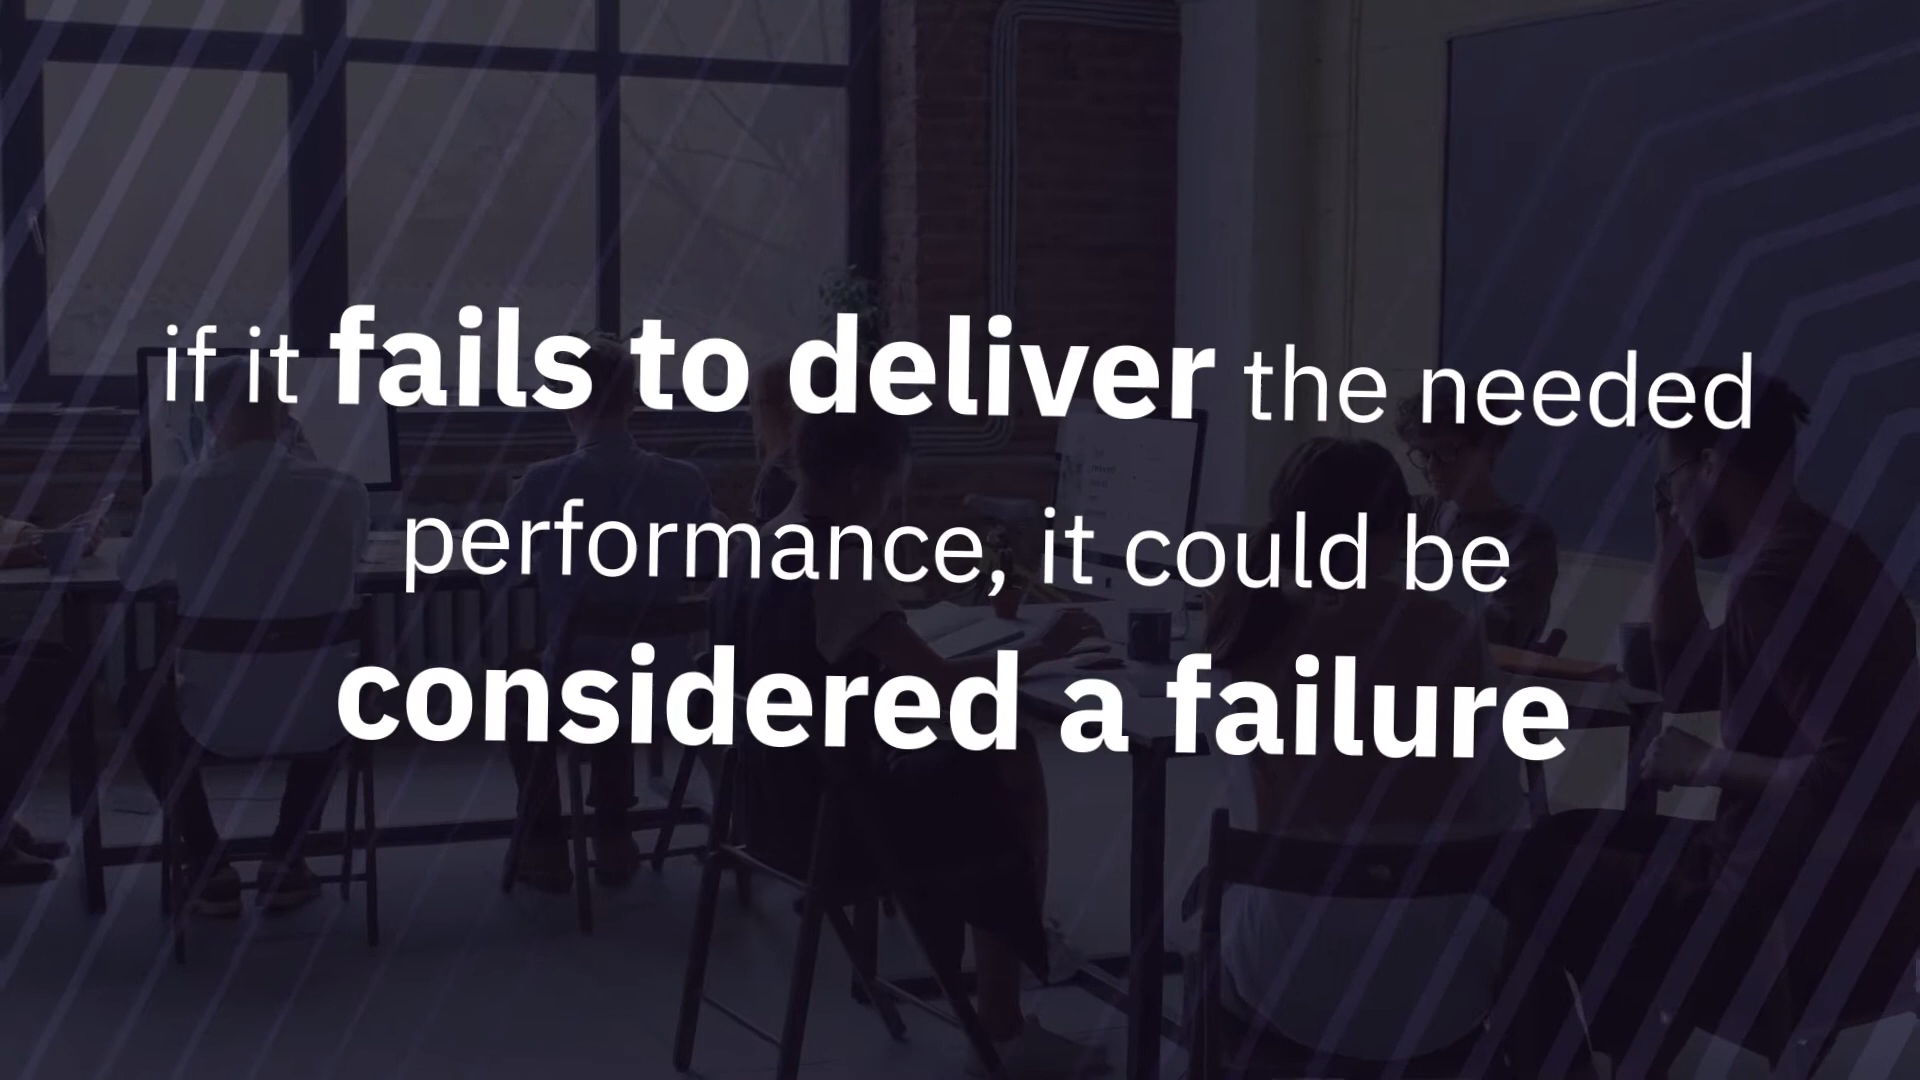 if it fails to deliver the needed
performance, it could be
considered a failure